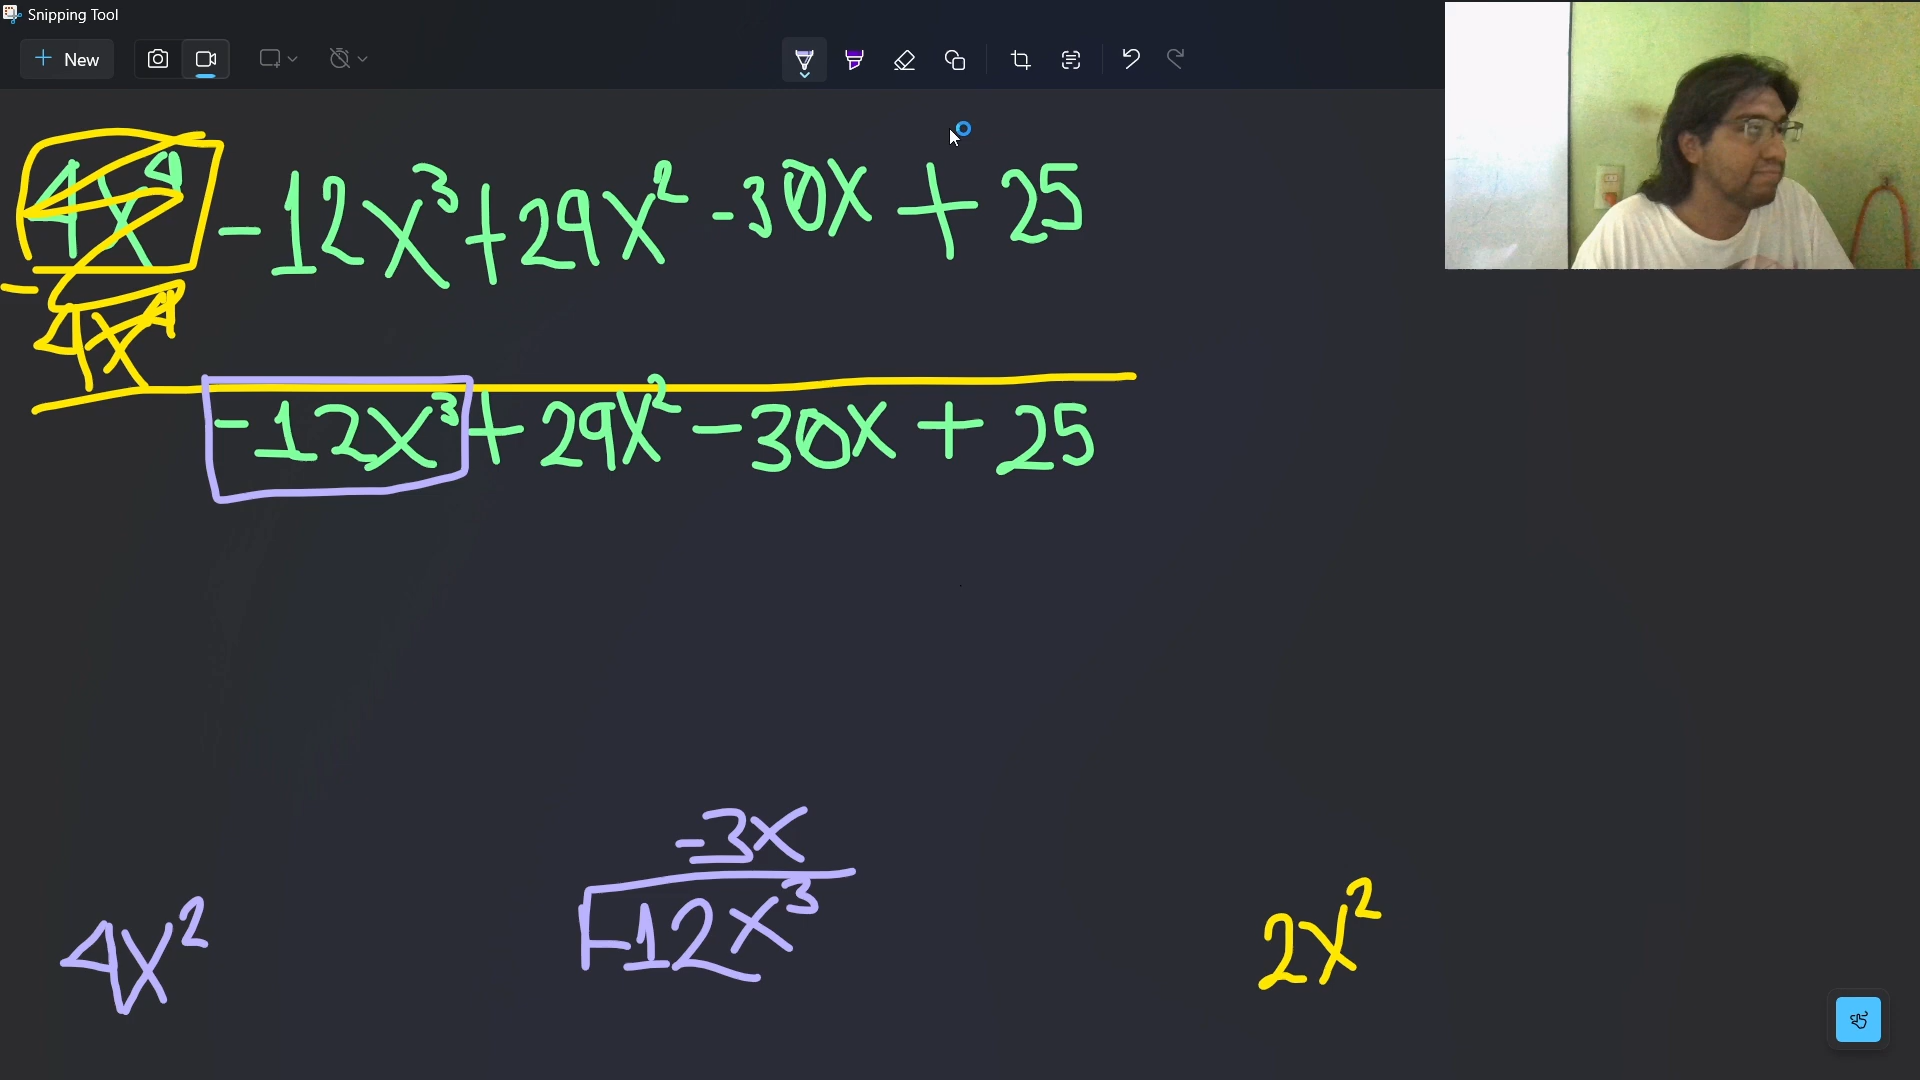 Snipping Tool
New
4x⁴ -12x³+29x² -30x + 25
-
4x⁴
-12x³+ 29x² - 30x + 25
-3x
-12x³
4x²
2x²